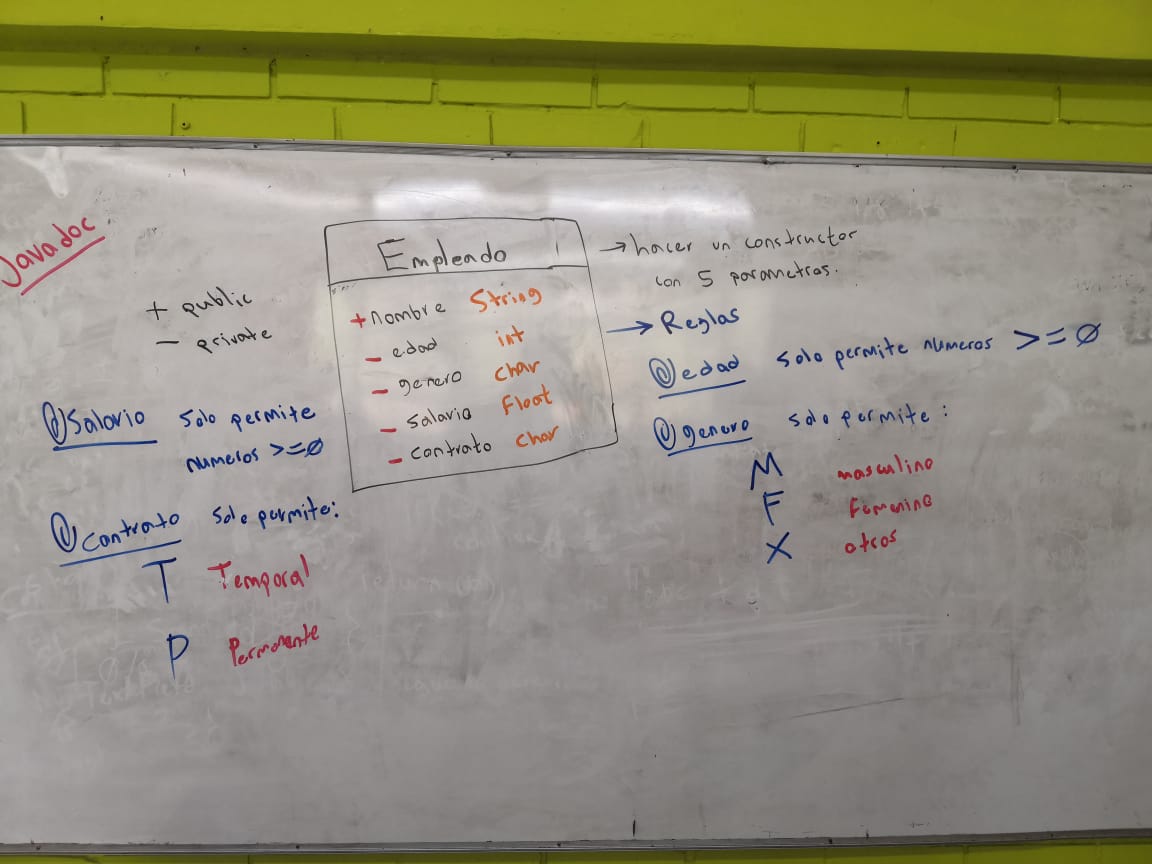 Javadoc
+ public
- private
Empleado
+ nombre String
- edad int
- genero char
- salario Float
- contrato char
→ hacer un constructor
con 5 parametros.
→ Reglas
edad solo permite numeros >=0
genero solo permite:
M masculino
F Femenino
X otros
Salario solo permite
numeros >=0
contrato solo permite:
T Temporal
P Permanente